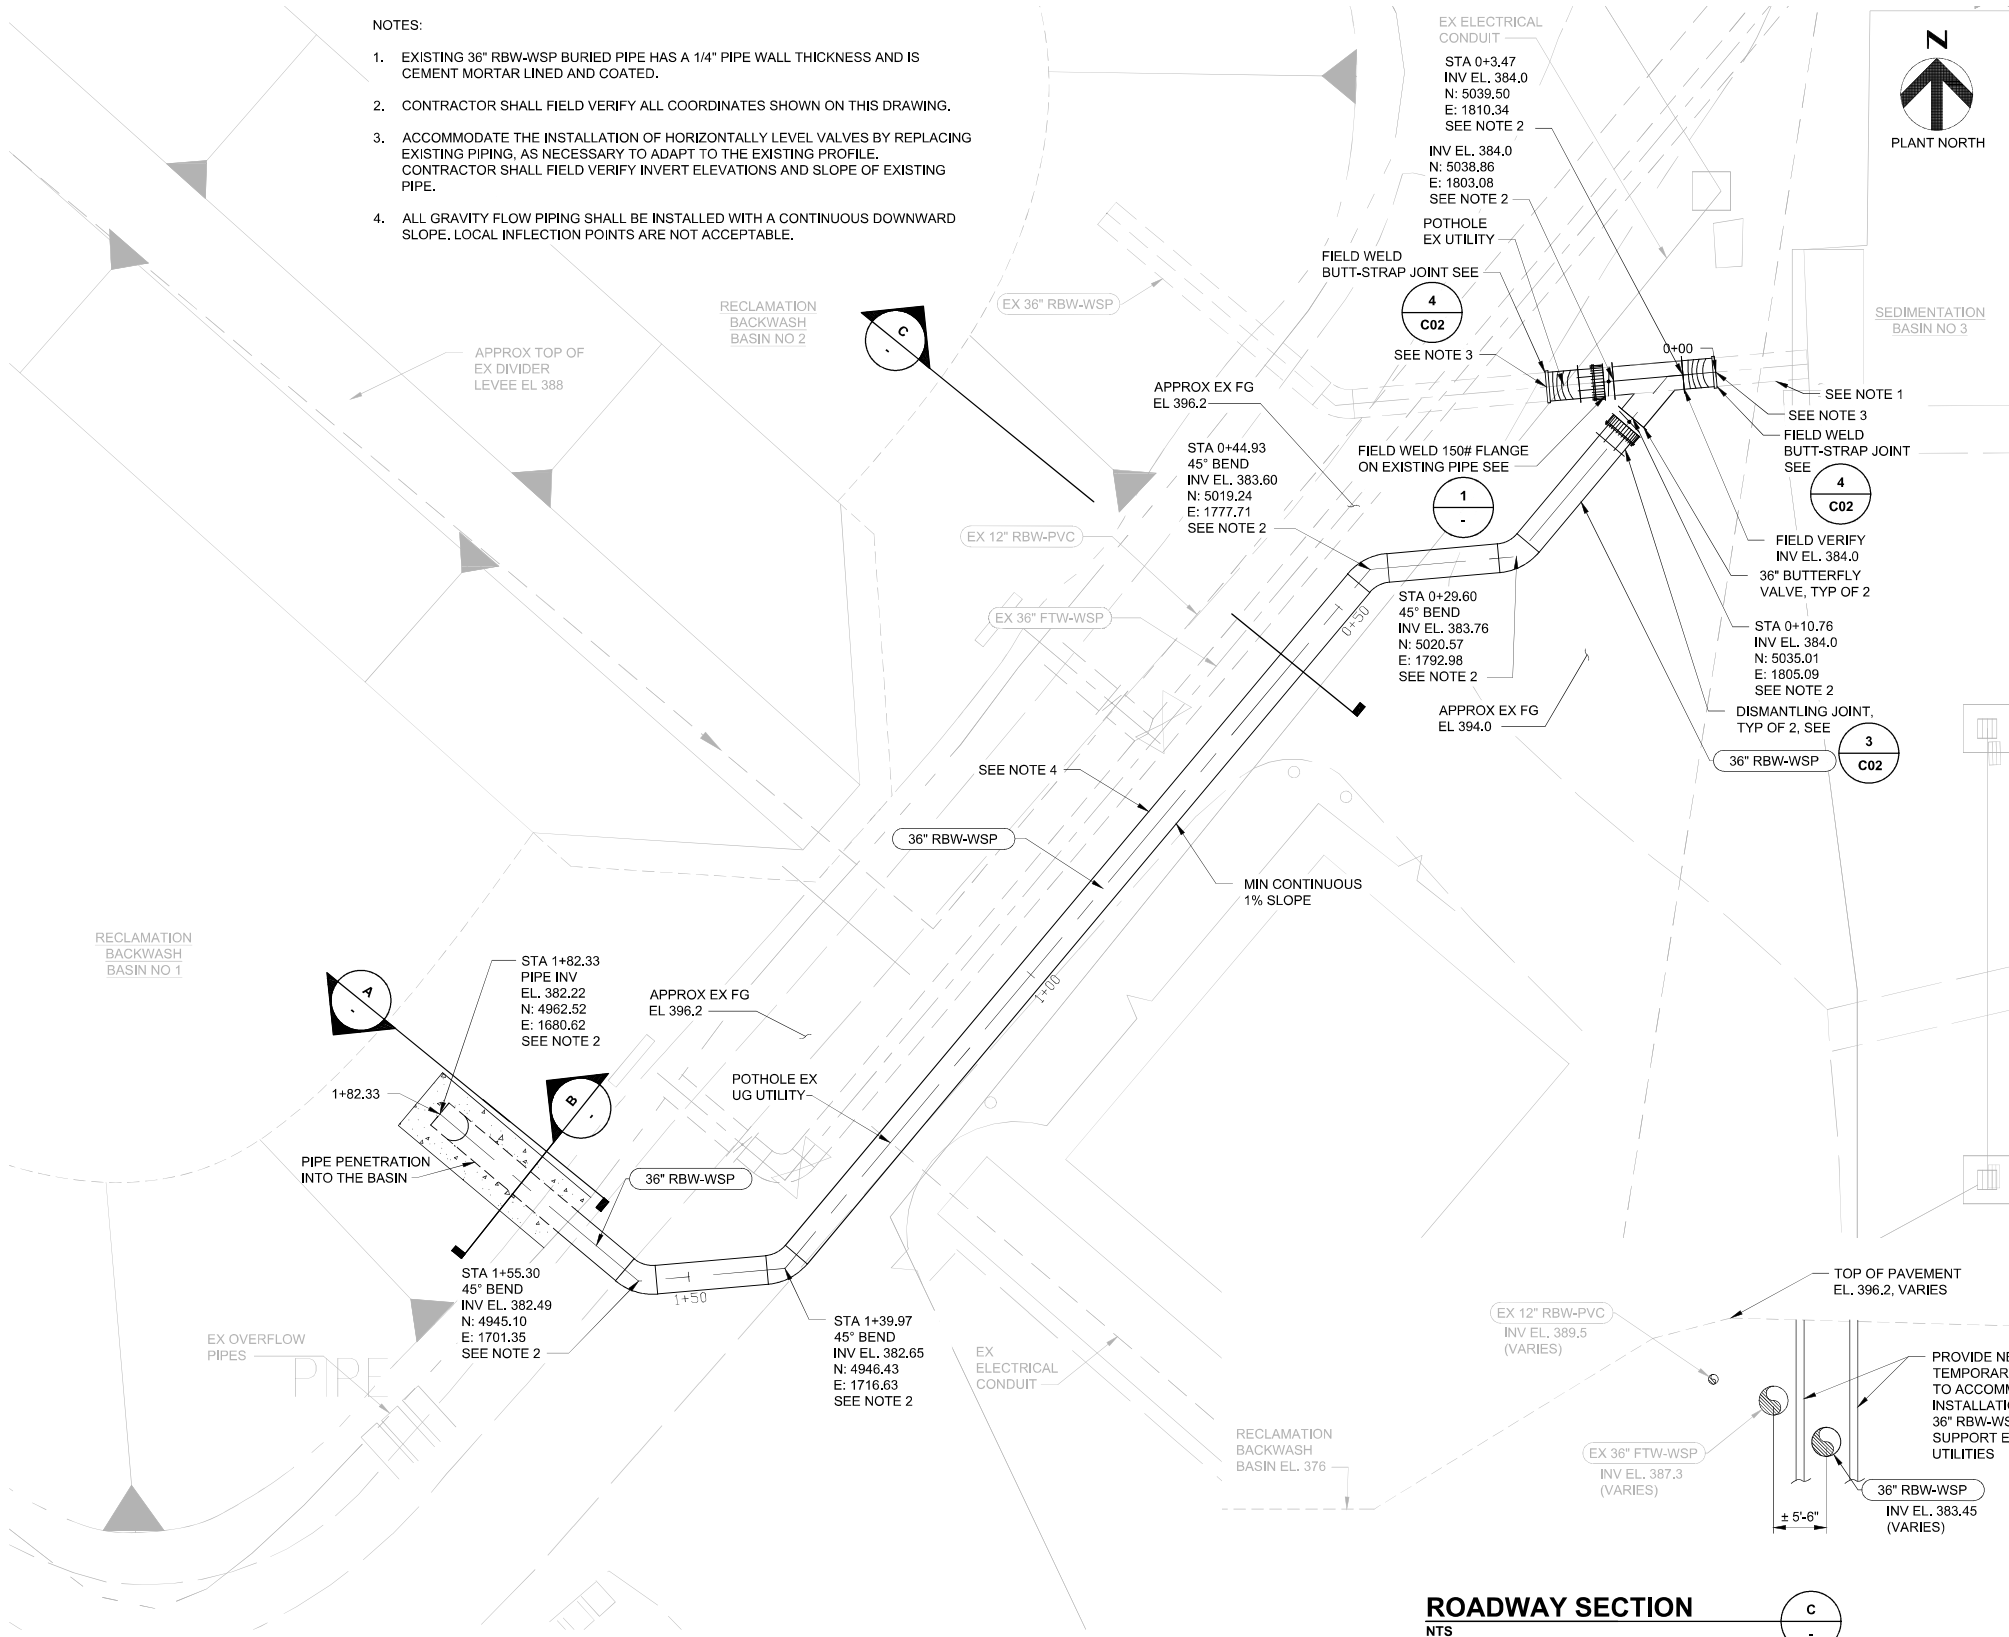 NOTES:
1. EXISTING 36" RBW-WSP BURIED PIPE HAS A 1/4" PIPE WALL THICKNESS AND IS
CEMENT MORTAR LINED AND COATED.
2. CONTRACTOR SHALL FIELD VERIFY ALL COORDINATES SHOWN ON THIS DRAWING.
3. ACCOMMODATE THE INSTALLATION OF HORIZONTALLY LEVEL VALVES BY REPLACING
EXISTING PIPING, AS NECESSARY TO ADAPT TO THE EXISTING PROFILE.
CONTRACTOR SHALL FIELD VERIFY INVERT ELEVATIONS AND SLOPE OF EXISTING
PIPE.
4. ALL GRAVITY FLOW PIPING SHALL BE INSTALLED WITH A CONTINUOUS DOWNWARD
SLOPE. LOCAL INFLECTION POINTS ARE NOT ACCEPTABLE.
EX ELECTRICAL
CONDUIT
STA 0+3.47
INV EL. 384.0
N: 5039.50
E: 1810.34
SEE NOTE 2
INV EL. 384.0
N: 5038.86
E: 1803.08
SEE NOTE 2
POTHOLE
EX UTILITY
FIELD WELD
BUTT-STRAP JOINT SEE
4
C02
SEE NOTE 3
N
PLANT NORTH
SEDIMENTATION
BASIN NO 3
RECLAMATION
BACKWASH
BASIN NO 2
EX 36" RBW-WSP
C
-
APPROX TOP OF
EX DIVIDER
LEVEE EL 388
0+00
SEE NOTE 1
SEE NOTE 3
FIELD WELD
BUTT-STRAP JOINT
SEE
4
C02
APPROX EX FG
EL 396.2
STA 0+44.93
45° BEND
INV EL. 383.60
N: 5019.24
E: 1777.71
SEE NOTE 2
FIELD WELD 150# FLANGE
ON EXISTING PIPE SEE
1
-
FIELD VERIFY
INV EL. 384.0
36" BUTTERFLY
VALVE, TYP OF 2
EX 12" RBW-PVC
EX 36" FTW-WSP
0+50
STA 0+29.60
45° BEND
INV EL. 383.76
N: 5020.57
E: 1792.98
SEE NOTE 2
STA 0+10.76
INV EL. 384.0
N: 5035.01
E: 1805.09
SEE NOTE 2
APPROX EX FG
EL 394.0
DISMANTLING JOINT,
TYP OF 2, SEE
3
C02
36" RBW-WSP
SEE NOTE 4
36" RBW-WSP
MIN CONTINUOUS
1% SLOPE
RECLAMATION
BACKWASH
BASIN NO 1
A
-
STA 1+82.33
PIPE INV
EL. 382.22
N: 4962.52
E: 1680.62
SEE NOTE 2
APPROX EX FG
EL 396.2
1+00
1+82.33
B
-
POTHOLE EX
UG UTILITY
PIPE PENETRATION
INTO THE BASIN
36" RBW-WSP
STA 1+55.30
45° BEND
INV EL. 382.49
N: 4945.10
E: 1701.35
SEE NOTE 2
1+50
STA 1+39.97
45° BEND
INV EL. 382.65
N: 4946.43
E: 1716.63
SEE NOTE 2
EX OVERFLOW
PIPES
PIPE
EX
ELECTRICAL
CONDUIT
TOP OF PAVEMENT
EL. 396.2, VARIES
EX 12" RBW-PVC
INV EL. 389.5
(VARIES)
PROVIDE NE
TEMPORAR
TO ACCOMM
INSTALLATI
36" RBW-WS
SUPPORT E
UTILITIES
RECLAMATION
BACKWASH
BASIN EL. 376
EX 36" FTW-WSP
INV EL. 387.3
(VARIES)
36" RBW-WSP
INV EL. 383.45
(VARIES)
± 5'-6"
ROADWAY SECTION
NTS
C
-